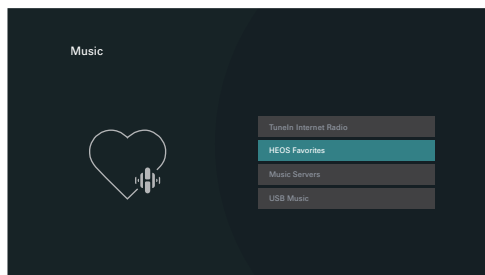 Music
TuneIn Internet Radio
HEOS Favorites
Music Servers
USB Music